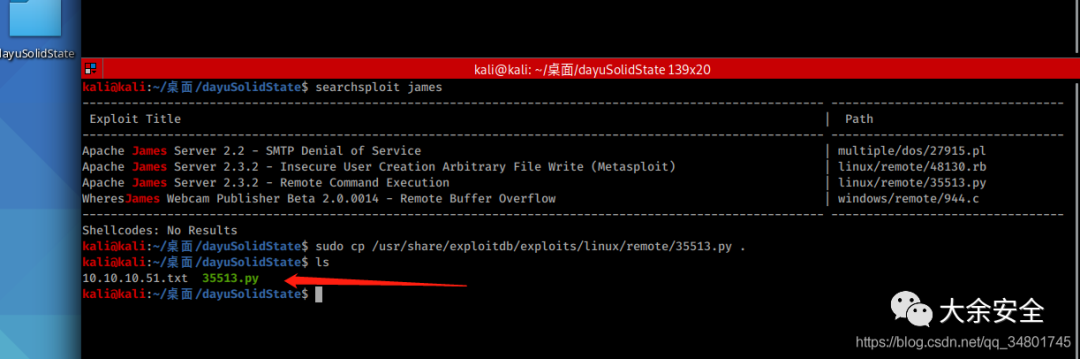 dayuSolidState
kali@kali: ~/桌面/dayuSolidState 139x20
kali@kali:~/桌面/dayuSolidState$ searchsploit james
Exploit Title | Path
Apache James Server 2.2 - SMTP Denial of Service | multiple/dos/27915.pl
Apache James Server 2.3.2 - Insecure User Creation Arbitrary File Write (Metasploit) | linux/remote/48130.rb
Apache James Server 2.3.2 - Remote Command Execution | linux/remote/35513.py
WheresJames Webcam Publisher Beta 2.0.0014 - Remote Buffer Overflow | windows/remote/944.c
Shellcodes: No Results
kali@kali:~/桌面/dayuSolidState$ sudo cp /usr/share/exploitdb/exploits/linux/remote/35513.py .
kali@kali:~/桌面/dayuSolidState$ ls
10.10.10.51.txt 35513.py
kali@kali:~/桌面/dayuSolidState$
大余安全
https://blog.csdn.net/qq_34801745